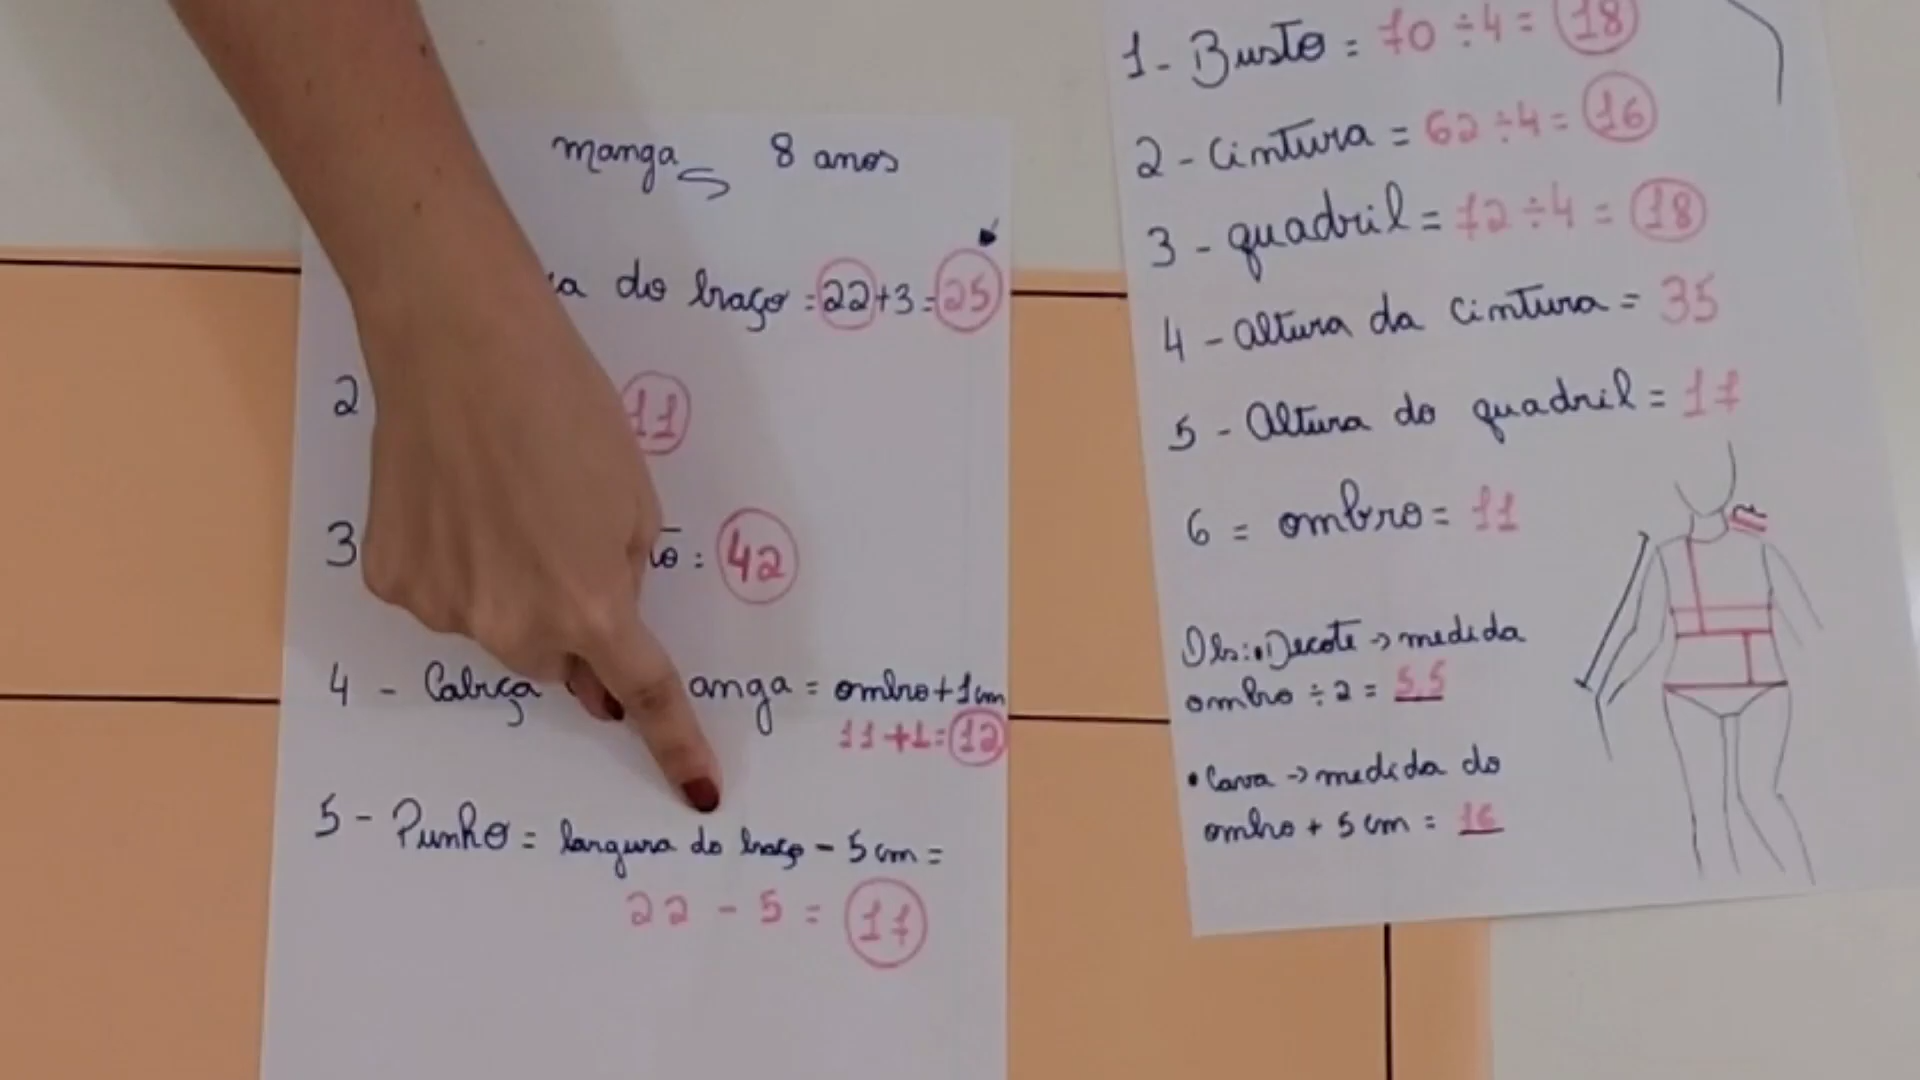 manga 8 anos
do braço = 22+3 = 25
2 11
3 42
4 - Cabeça anga = ombro + 1 cm
11 + 1 = 12
5 - Punho = largura do braço - 5 cm =
22 - 5 = 17
1 - Busto = 70 ÷ 4 = 18
2 - Cintura = 62 ÷ 4 = 16
3 - quadril = 72 ÷ 4 = 18
4 - altura da cintura = 35
5 - Altura do quadril = 17
6 = ombro = 11
Obs: • Decote → medida
ombro ÷ 2 = 5,5
• Cava → medida do
ombro + 5 cm = 16